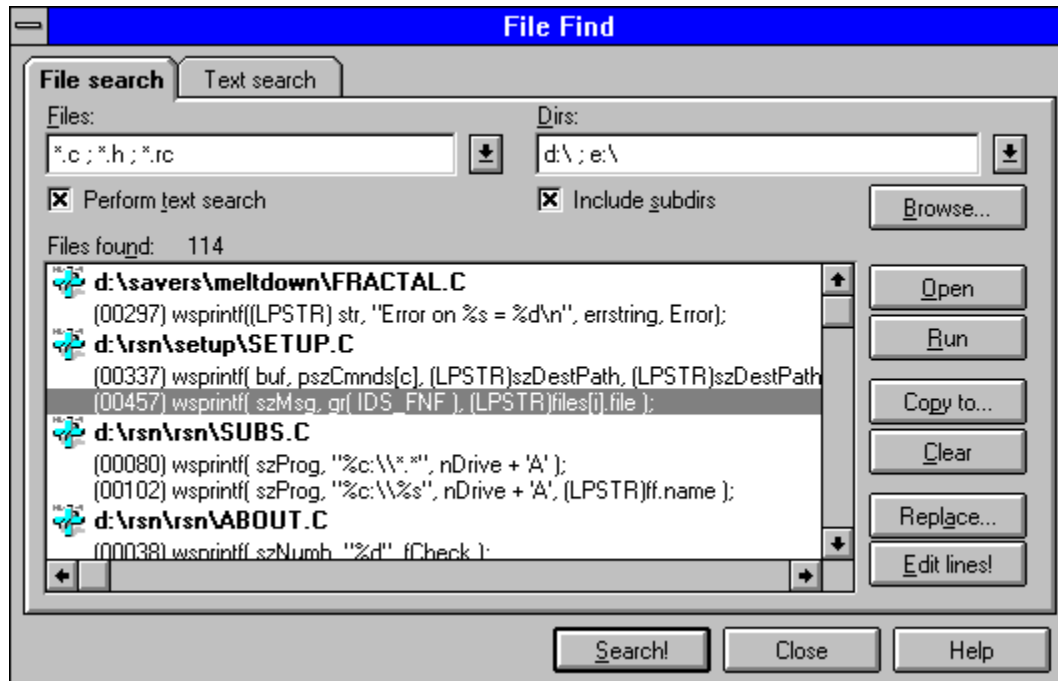 File Find
File search Text search
Files: Dirs:
*.c ; *.h ; *.rc d:\ ; e:\
Perform text search Include subdirs Browse...
Files found: 114
d:\savers\meltdown\FRACTAL.C
(00297) wsprintf((LPSTR) str, "Error on %s = %d\n", errstring, Error);
Open
d:\rsn\setup\SETUP.C
Run
(00337) wsprintf( buf, pszCmnds[c], (LPSTR)szDestPath, (LPSTR)szDestPath
(00457) wsprintf( szMsg, gr( IDS_FNF ), (LPSTR)files[i].file );
Copy to...
d:\rsn\rsn\SUBS.C
(00080) wsprintf( szProg, "%c:\\*.*", nDrive + 'A' );
Clear
(00102) wsprintf( szProg, "%c:\\%s", nDrive + 'A', (LPSTR)ff.name );
d:\rsn\rsn\ABOUT.C
Replace...
(00038) wsprintf( szNumb, "%d", fCheck );
Edit lines!
Search! Close Help